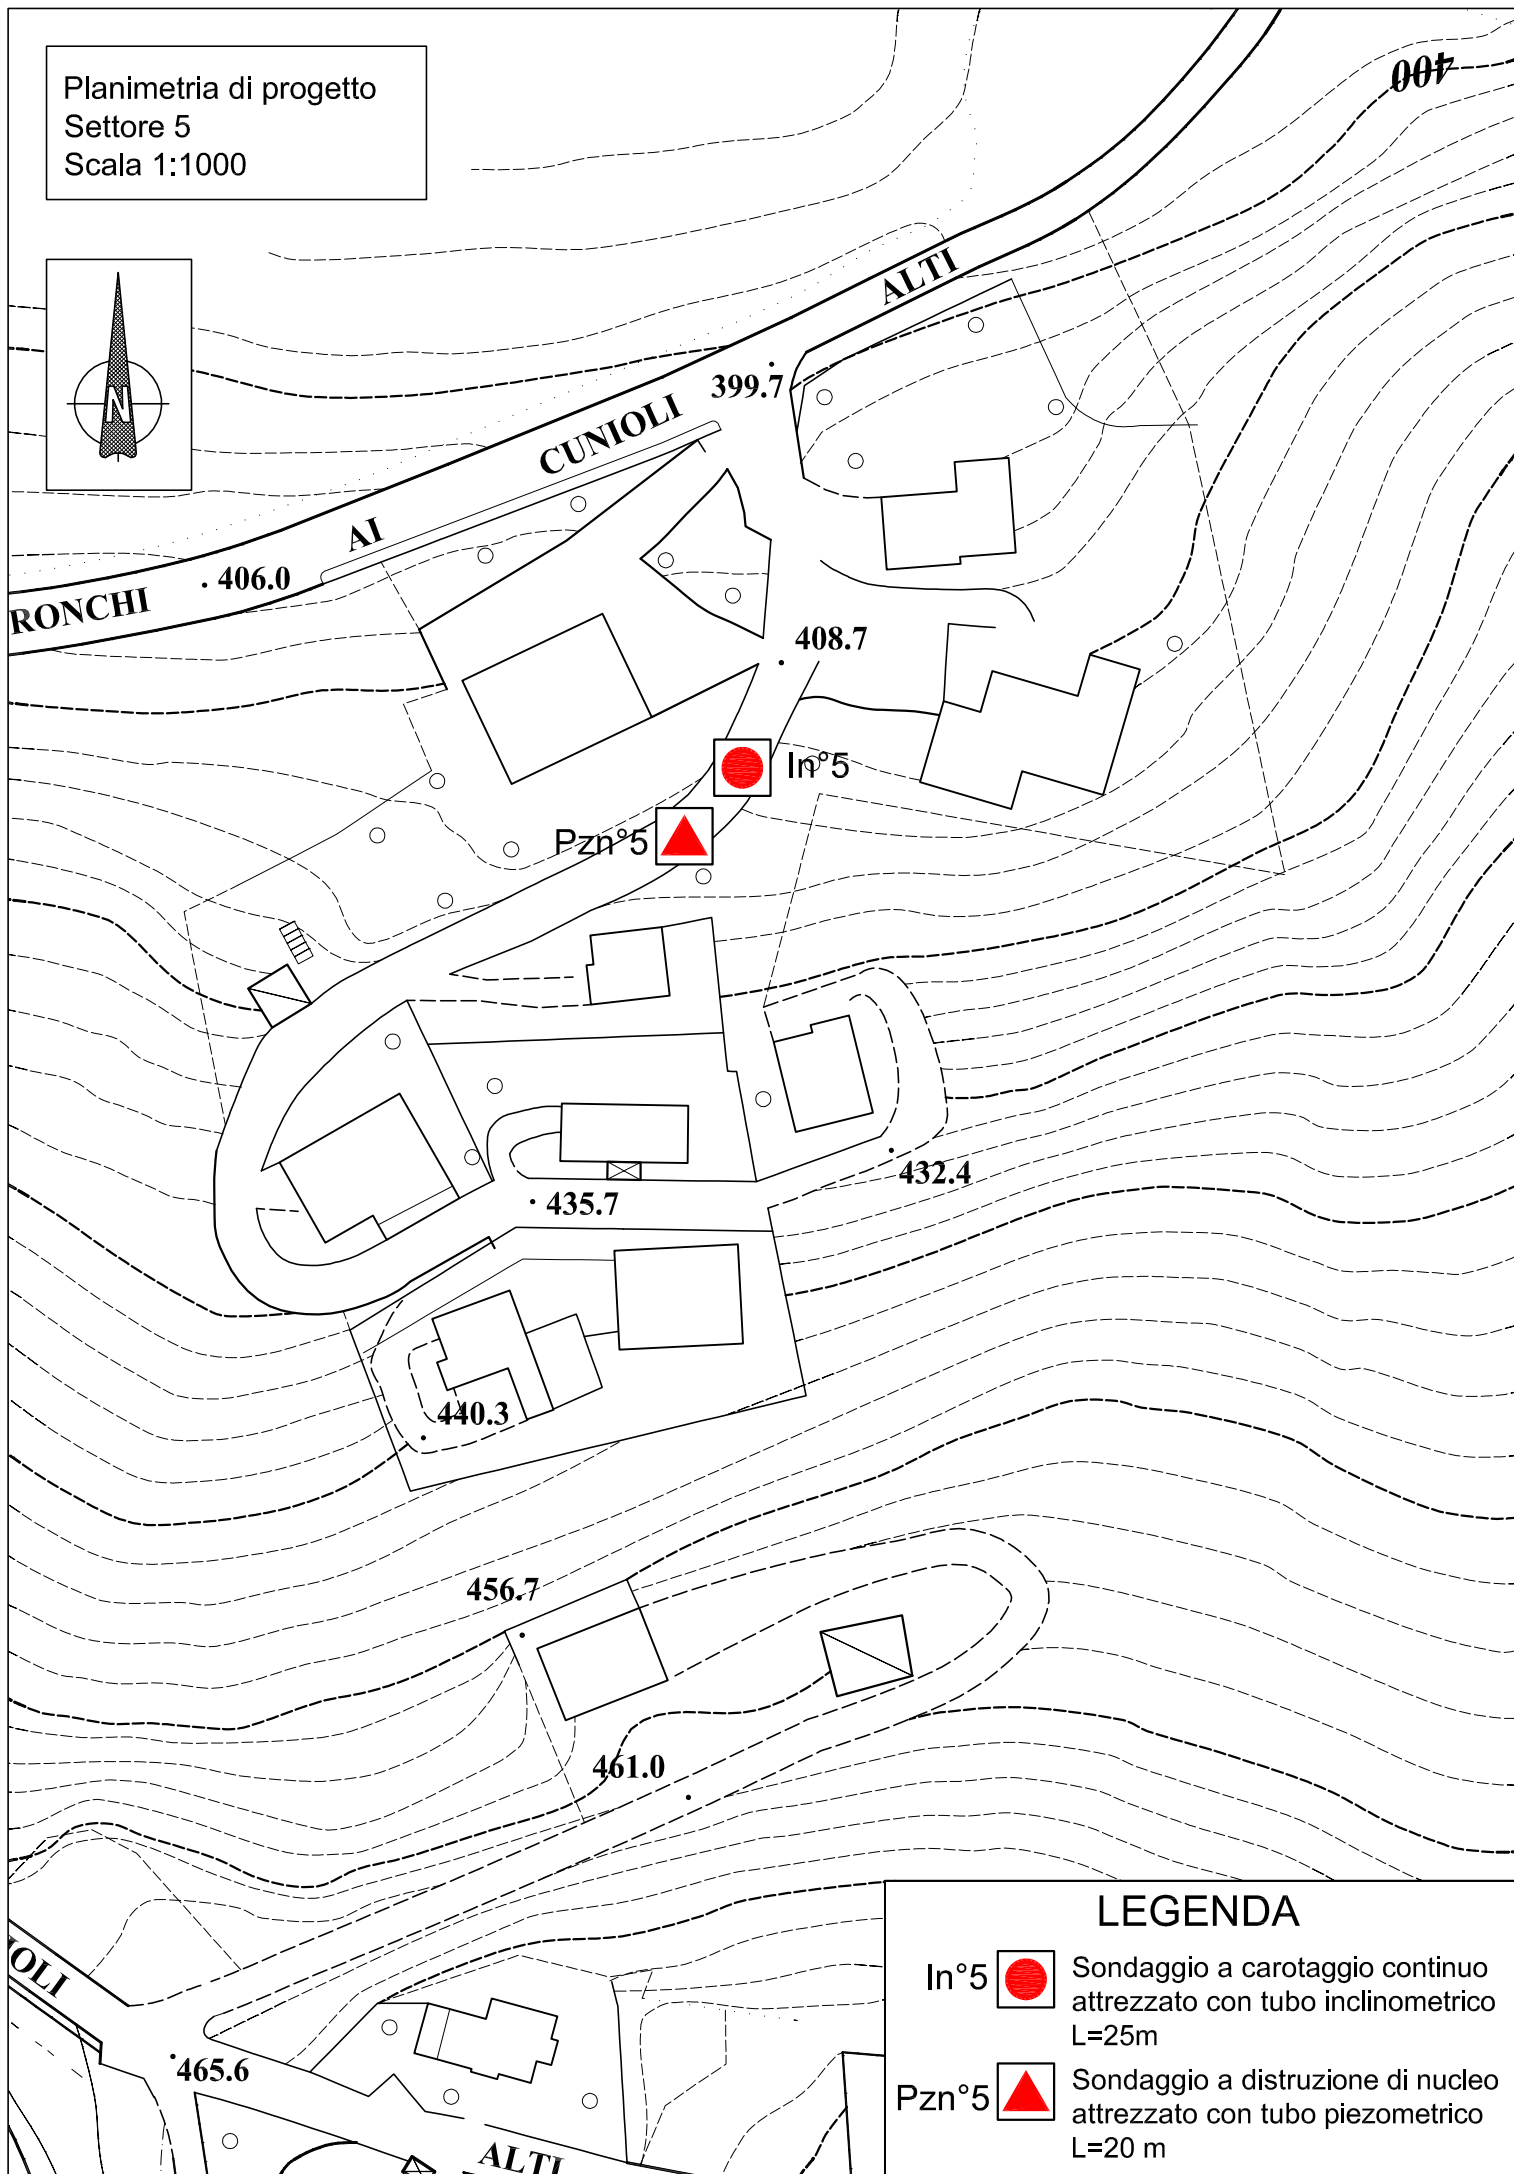 Planimetria di progetto
Settore 5
Scala 1:1000
400
N
ALTI
399.7
CUNIOLI
AI
406.0
RONCHI
408.7
In°5
Pzn°5
432.4
435.7
440.3
456.7
461.0
OLI
465.6
ALTI
LEGENDA
In°5
Sondaggio a carotaggio continuo
attrezzato con tubo inclinometrico
L=25m
Pzn°5
Sondaggio a distruzione di nucleo
attrezzato con tubo piezometrico
L=20 m